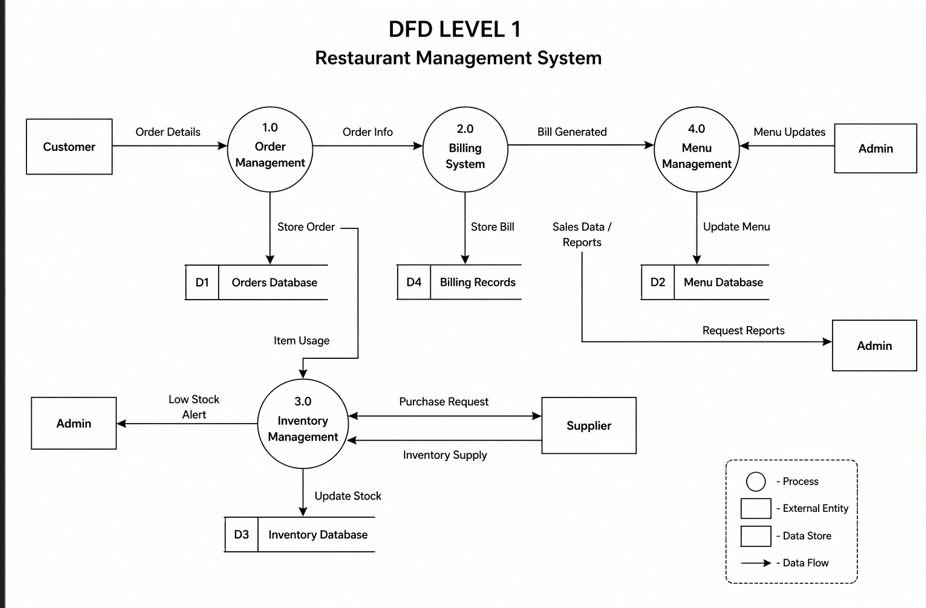 DFD LEVEL 1
Restaurant Management System
Customer
Order Details
1.0
Order
Management
Order Info
2.0
Billing
System
Bill Generated
4.0
Menu
Management
Menu Updates
Admin
Store Order
Store Bill
Sales Data /
Reports
Update Menu
D1
Orders Database
D4
Billing Records
D2
Menu Database
Item Usage
Request Reports
Admin
Admin
Low Stock
Alert
3.0
Inventory
Management
Purchase Request
Inventory Supply
Supplier
Update Stock
D3
Inventory Database
- Process
- External Entity
- Data Store
- Data Flow